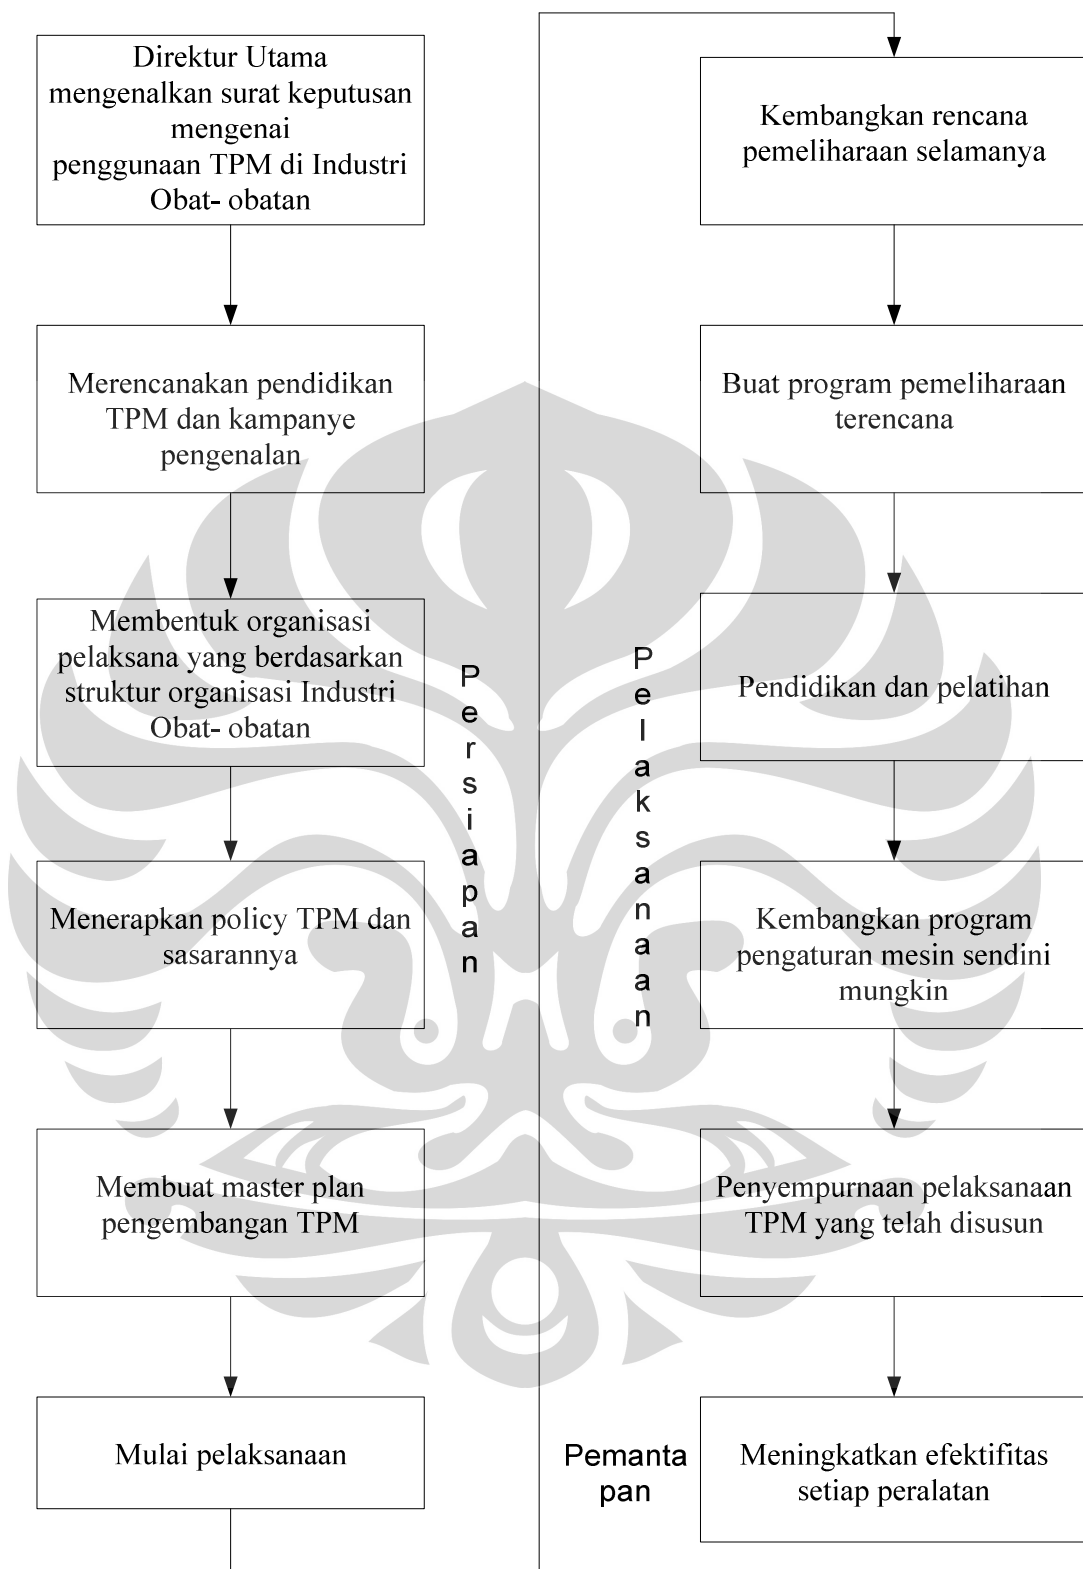 Direktur Utama
mengenalkan surat keputusan
mengenai
penggunaan TPM di Industri
Obat- obatan
Merencanakan pendidikan
TPM dan kampanye
pengenalan
Membentuk organisasi
pelaksana yang berdasarkan
struktur organisasi Industri
Obat- obatan
Menerapkan policy TPM dan
sasarannya
Membuat master plan
pengembangan TPM
Mulai pelaksanaan
Persiapan
Pelaksanaan
Kembangkan rencana
pemeliharaan selamanya
Buat program pemeliharaan
terencana
Pendidikan dan pelatihan
Kembangkan program
pengaturan mesin sendini
mungkin
Penyempurnaan pelaksanaan
TPM yang telah disusun
Pemanta
pan
Meningkatkan efektifitas
setiap peralatan